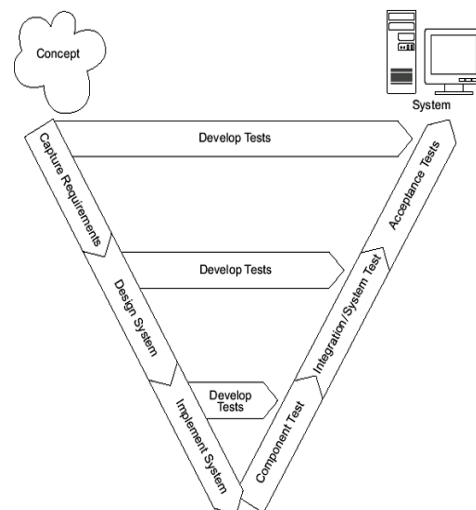 Concept
System
Develop Tests
Capture Requirements
Acceptance Tests
Develop Tests
Design System
Integration/System Test
Develop
Tests
Implement System
Component Test